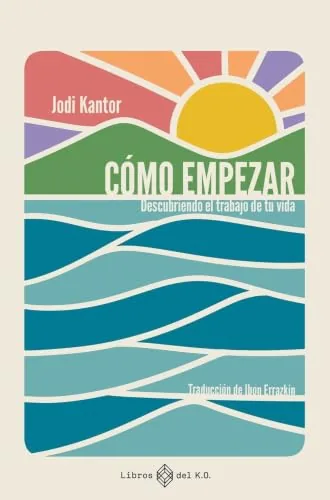 Jodi Kantor
CÓMO EMPEZAR
Descubriendo el trabajo de tu vida
Traducción de Ibon Errazkin
Libros del K.O.